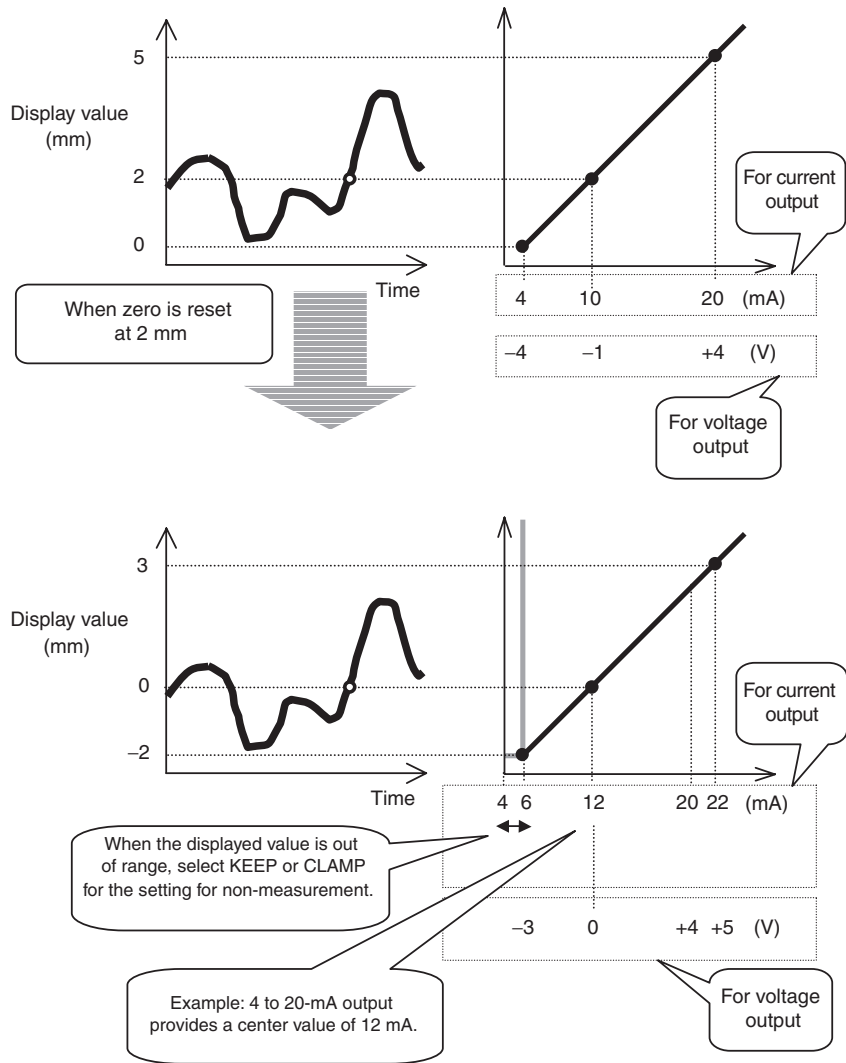 5
Display value
(mm)
2
0
Time
For current
output
4 10 20 (mA)
When zero is reset
at 2 mm
−4 −1 +4 (V)
For voltage
output
3
Display value
(mm)
0
−2
Time
For current
output
4 6 12 20 22 (mA)
When the displayed value is out
of range, select KEEP or CLAMP
for the setting for non-measurement.
−3 0 +4 +5 (V)
Example: 4 to 20-mA output
provides a center value of 12 mA.
For voltage
output